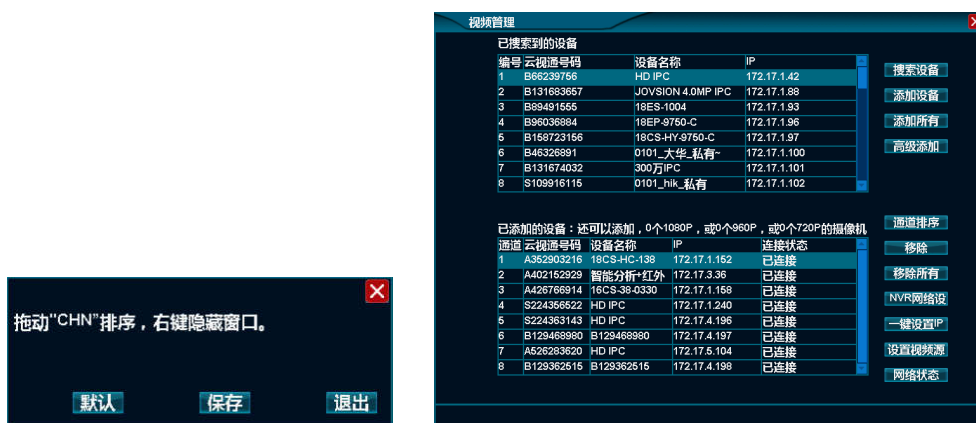 拖动"CHN"排序，右键隐藏窗口。
默认 保存 退出
视频管理
已搜索到的设备
编号 云视通号码 设备名称 IP
1 B66239756 HD IPC 172.17.1.42
2 B131683657 JOVSION 4.0MP IPC 172.17.1.88
3 B89491555 18ES-1004 172.17.1.93
4 B96036884 18EP-9750-C 172.17.1.96
5 B158723156 18CS-HY-9750-C 172.17.1.97
6 B46326891 0101_大华_私有~ 172.17.1.100
7 B131674032 300万IPC 172.17.1.101
8 S109916115 0101_hik_私有 172.17.1.102
搜索设备
添加设备
添加所有
高级添加
已添加的设备：还可以添加，0个1080P，或0个960P，或0个720P的摄像机
通道 云视通号码 设备名称 IP 连接状态
1 A352903216 18CS-HC-138 172.17.1.152 已连接
2 A402152929 智能分析+红外 172.17.3.36 已连接
3 A426766914 16CS-38-0330 172.17.1.158 已连接
4 S224356522 HD IPC 172.17.1.240 已连接
5 S224363143 HD IPC 172.17.4.196 已连接
6 B129468980 B129468980 172.17.4.197 已连接
7 A526283620 HD IPC 172.17.5.104 已连接
8 B129362515 B129362515 172.17.4.198 已连接
通道排序
移除
移除所有
NVR网络设
一键设置IP
设置视频源
网络状态